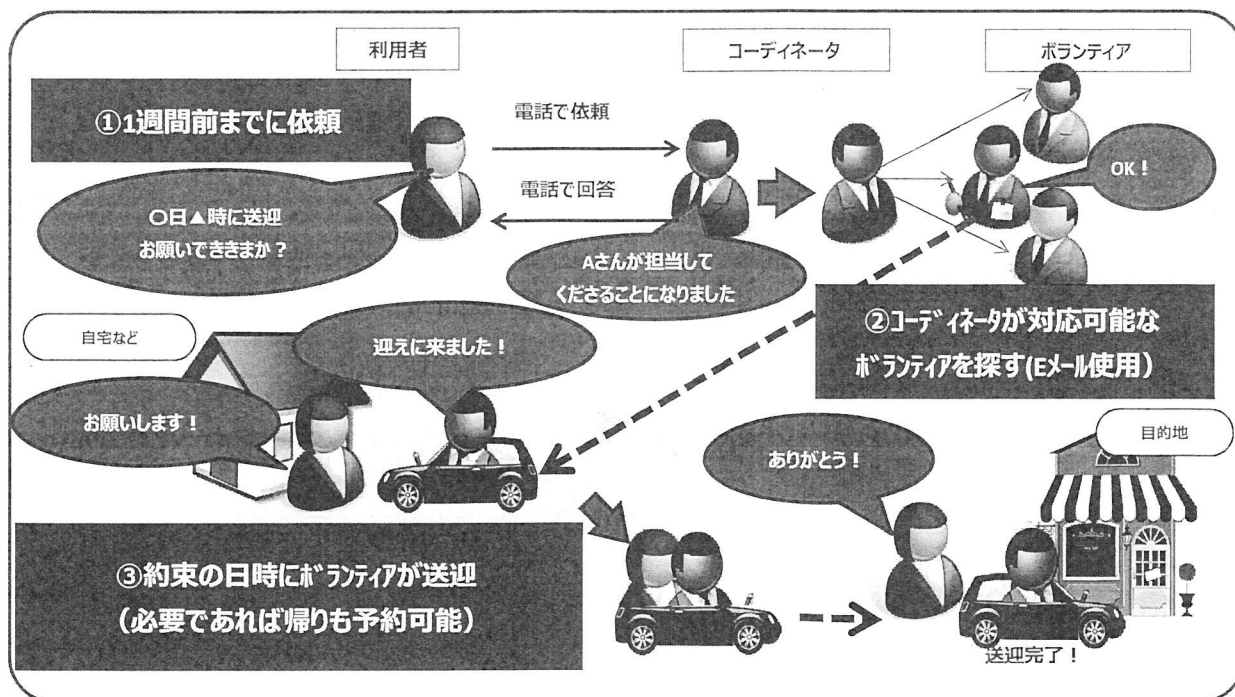 利用者
コーディネータ
ボランティア
①1週間前までに依頼
電話で依頼
電話で回答
OK！
〇日▲時に送迎
お願いでききまか？
Aさんが担当して
くださることになりました
②ｺｰﾃﾞｨﾈｰﾀが対応可能な
ﾎﾞﾗﾝﾃｨｱを探す(Eメール使用）
自宅など
迎えに来ました！
お願いします！
目的地
ありがとう！
③約束の日時にﾎﾞﾗﾝﾃｨｱが送迎
（必要であれば帰りも予約可能）
送迎完了！